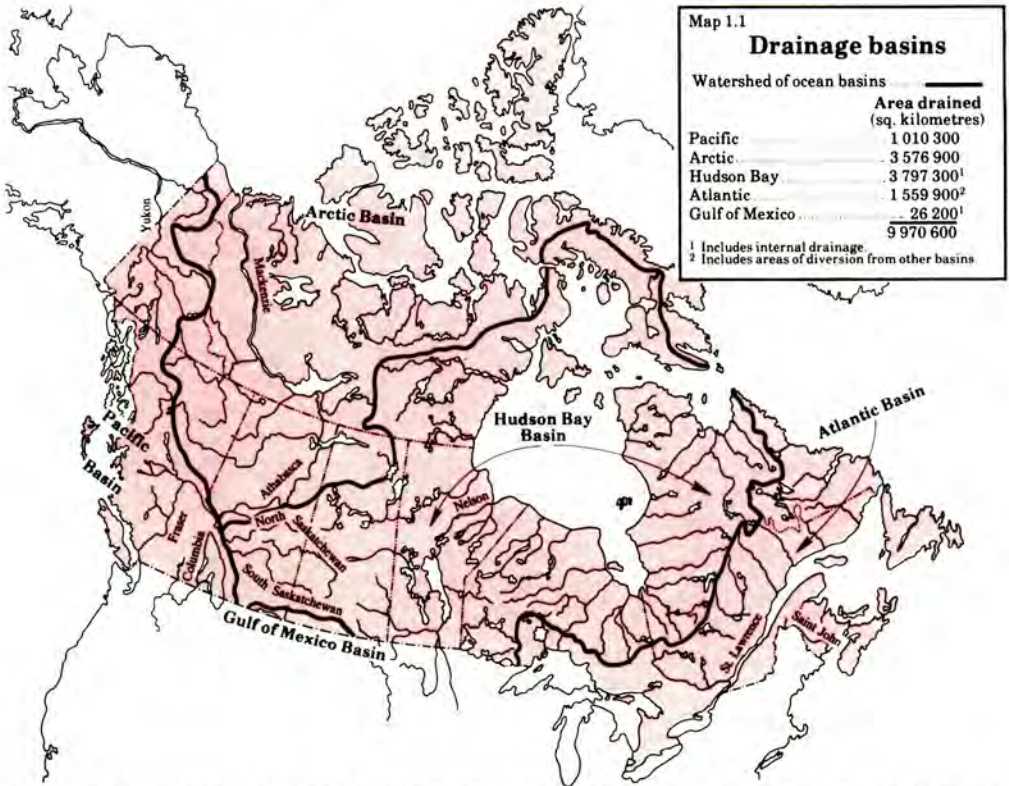 Map 1.1
Drainage basins
Watershed of ocean basins
Area drained
(sq. kilometres)
Pacific 1 010 300
Arctic 3 576 900
Hudson Bay 3 797 300¹
Atlantic 1 559 900²
Gulf of Mexico 26 200¹
9 970 600
¹ Includes internal drainage.
² Includes areas of diversion from other basins
Yukon
Mackenzie
Arctic Basin
Pacific
Basin
Hudson Bay
Basin
Atlantic Basin
Athabasca
Nelson
North
Saskatchewan
Fraser
Columbia
South Saskatchewan
Gulf of Mexico Basin
St. Lawrence
Saint John